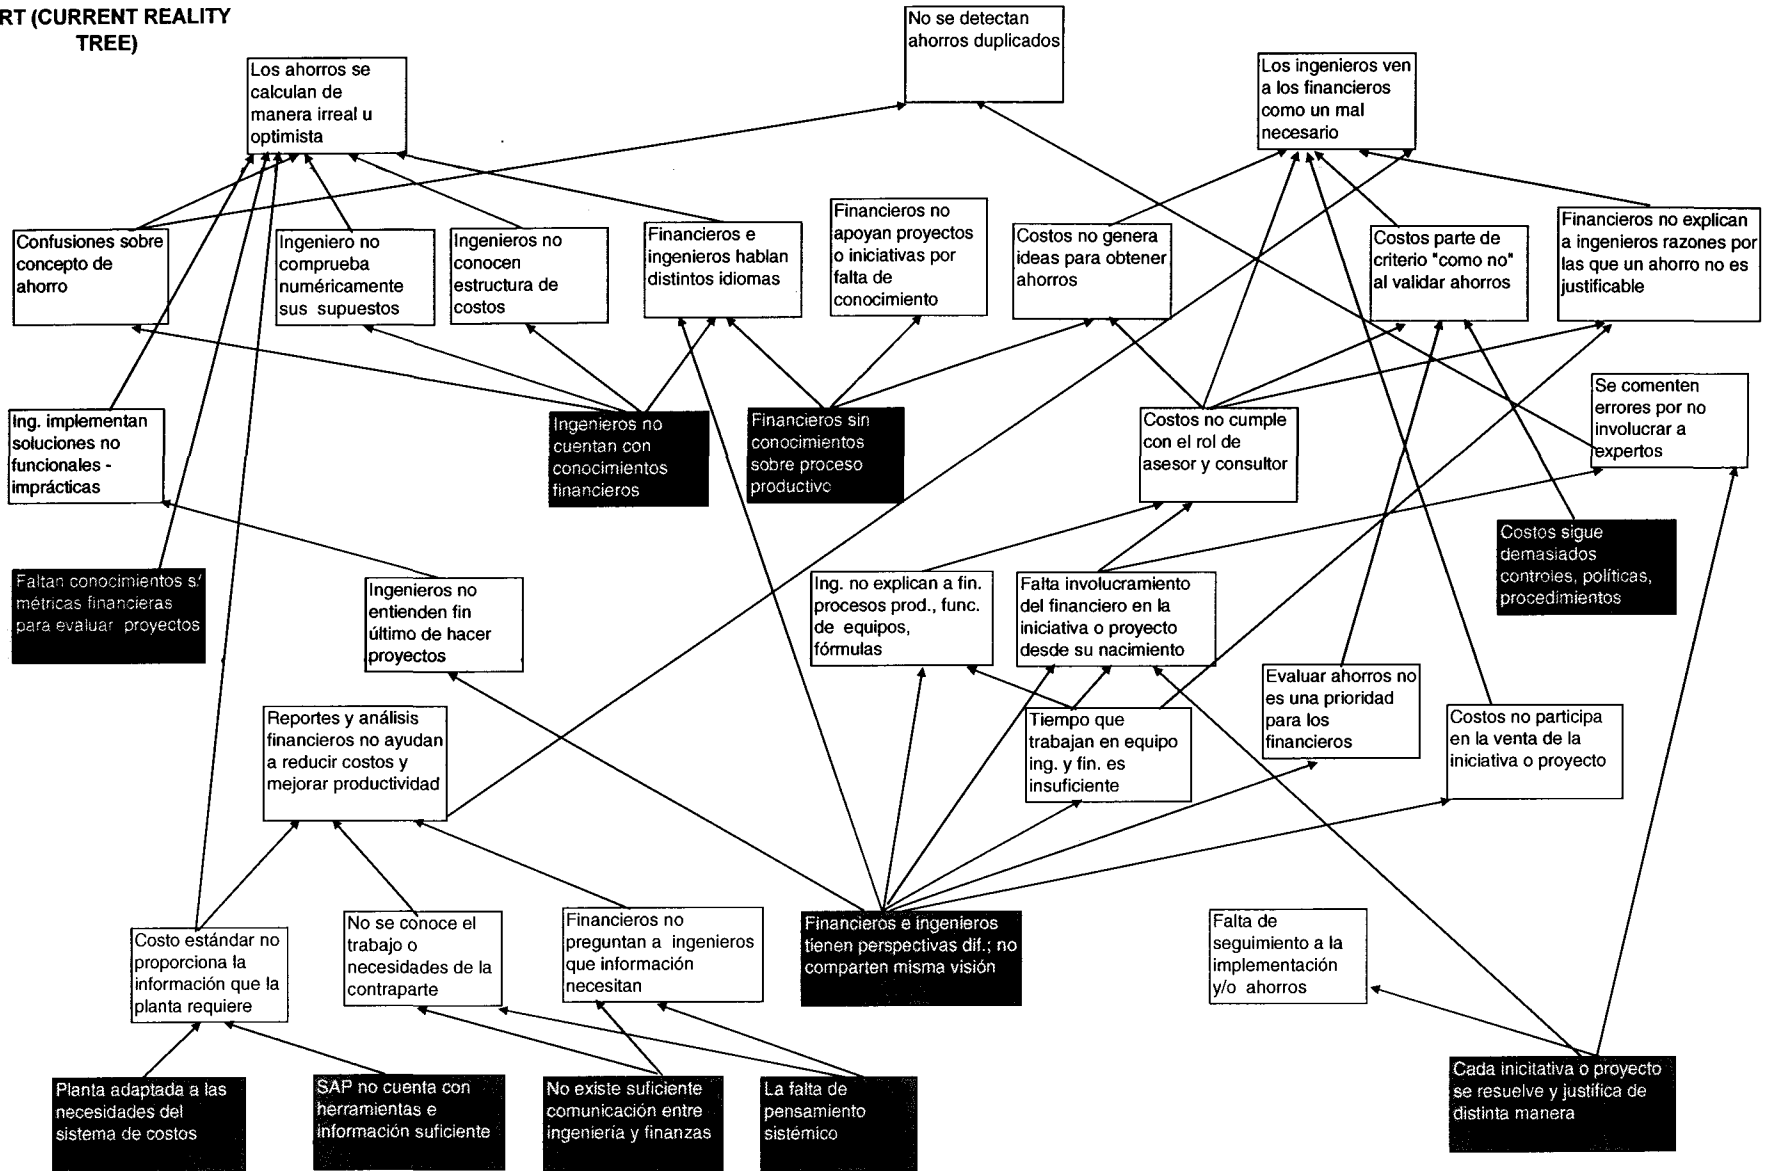 RT (CURRENT REALITY
TREE)
No se detectan
ahorros duplicados
Los ahorros se
calculan de
manera irreal u
optimista
Los ingenieros ven
a los financieros
como un mal
necesario
Confusiones sobre
concepto de
ahorro
Ingeniero no
comprueba
numéricamente
sus supuestos
Ingenieros no
conocen
estructura de
costos
Financieros e
ingenieros hablan
distintos idiomas
Financieros no
apoyan proyectos
o iniciativas por
falta de
conocimiento
Costos no genera
ideas para obtener
ahorros
Costos parte de
criterio "como no"
al validar ahorros
Financieros no explican
a ingenieros razones por
las que un ahorro no es
justificable
Ing. implementan
soluciones no
funcionales -
imprácticas
Ingenieros no
cuentan con
conocimientos
financieros
Financieros sin
conocimientos
sobre proceso
productivo
Costos no cumple
con el rol de
asesor y consultor
Se comenten
errores por no
involucrar a
expertos
Faltan conocimientos s/
métricas financieras
para evaluar proyectos
Ingenieros no
entienden fin
último de hacer
proyectos
Ing. no explican a fin.
procesos prod., func.
de equipos,
fórmulas
Falta involucramiento
del financiero en la
iniciativa o proyecto
desde su nacimiento
Costos sigue
demasiados
controles, políticas,
procedimientos
Reportes y análisis
financieros no ayudan
a reducir costos y
mejorar productividad
Tiempo que
trabajan en equipo
ing. y fin. es
insuficiente
Evaluar ahorros no
es una prioridad
para los
financieros
Costos no participa
en la venta de la
iniciativa o proyecto
Costo estándar no
proporciona la
información que la
planta requiere
No se conoce el
trabajo o
necesidades de la
contraparte
Financieros no
preguntan a ingenieros
que información
necesitan
Financieros e ingenieros
tienen perspectivas dif.; no
comparten misma visión
Falta de
seguimiento a la
implementación
y/o ahorros
Planta adaptada a las
necesidades del
sistema de costos
SAP no cuenta con
herramientas e
información suficiente
No existe suficiente
comunicación entre
ingeniería y finanzas
La falta de
pensamiento
sistémico
Cada inicitativa o proyecto
se resuelve y justifica de
distinta manera